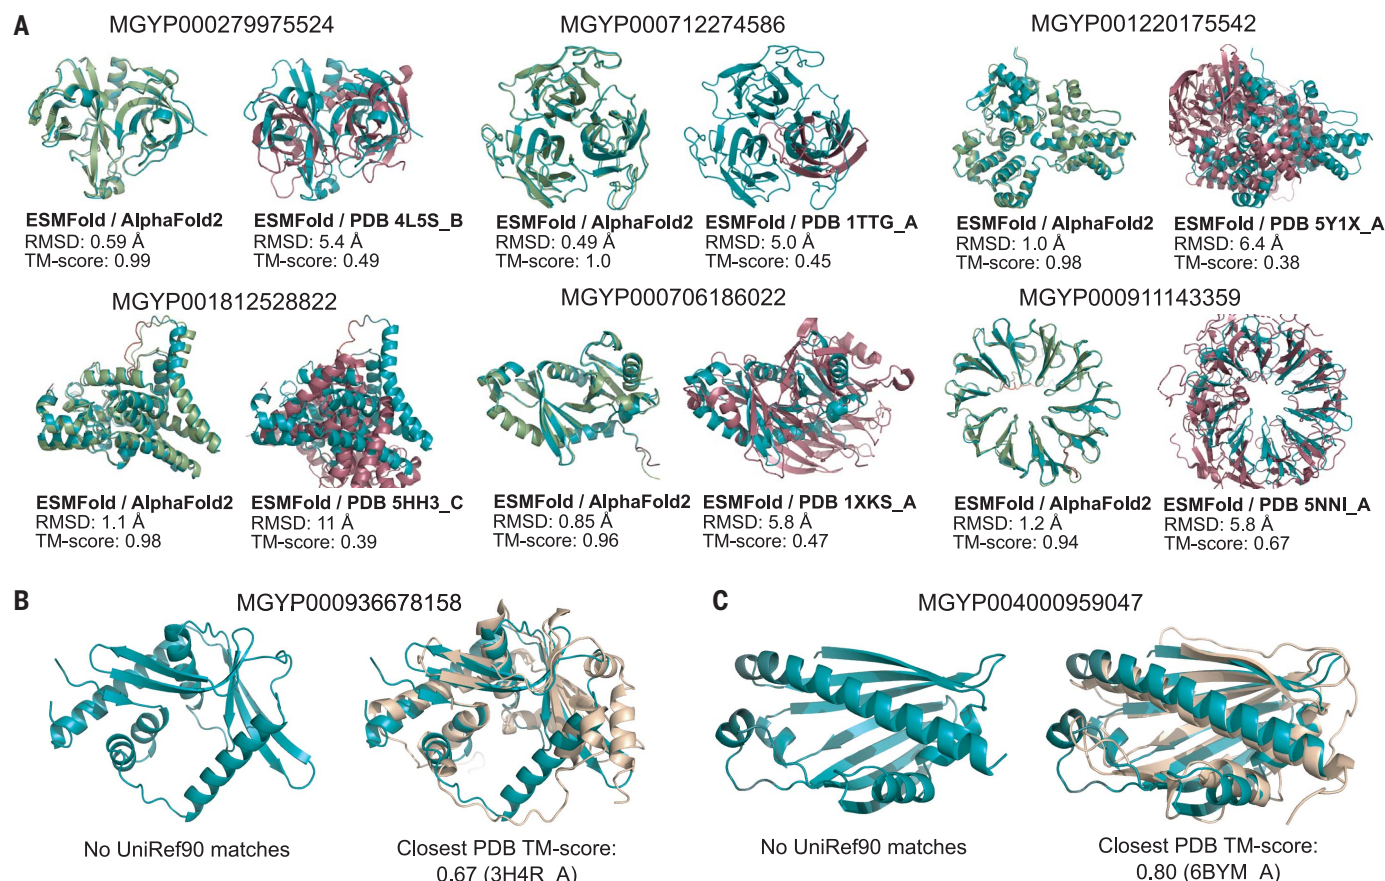 A
MGYP000279975524
MGYP000712274586
MGYP001220175542
ESMFold / AlphaFold2
RMSD: 0.59 Å
TM-score: 0.99
ESMFold / PDB 4L5S_B
RMSD: 5.4 Å
TM-score: 0.49
ESMFold / AlphaFold2
RMSD: 0.49 Å
TM-score: 1.0
ESMFold / PDB 1TTG_A
RMSD: 5.0 Å
TM-score: 0.45
ESMFold / AlphaFold2
RMSD: 1.0 Å
TM-score: 0.98
ESMFold / PDB 5Y1X_A
RMSD: 6.4 Å
TM-score: 0.38
MGYP001812528822
MGYP000706186022
MGYP000911143359
ESMFold / AlphaFold2
RMSD: 1.1 Å
TM-score: 0.98
ESMFold / PDB 5HH3_C
RMSD: 11 Å
TM-score: 0.39
ESMFold / AlphaFold2
RMSD: 0.85 Å
TM-score: 0.96
ESMFold / PDB 1XKS_A
RMSD: 5.8 Å
TM-score: 0.47
ESMFold / AlphaFold2
RMSD: 1.2 Å
TM-score: 0.94
ESMFold / PDB 5NNI_A
RMSD: 5.8 Å
TM-score: 0.67
B
MGYP000936678158
No UniRef90 matches
Closest PDB TM-score:
0.67 (3H4R_A)
C
MGYP004000959047
No UniRef90 matches
Closest PDB TM-score:
0.80 (6BYM_A)